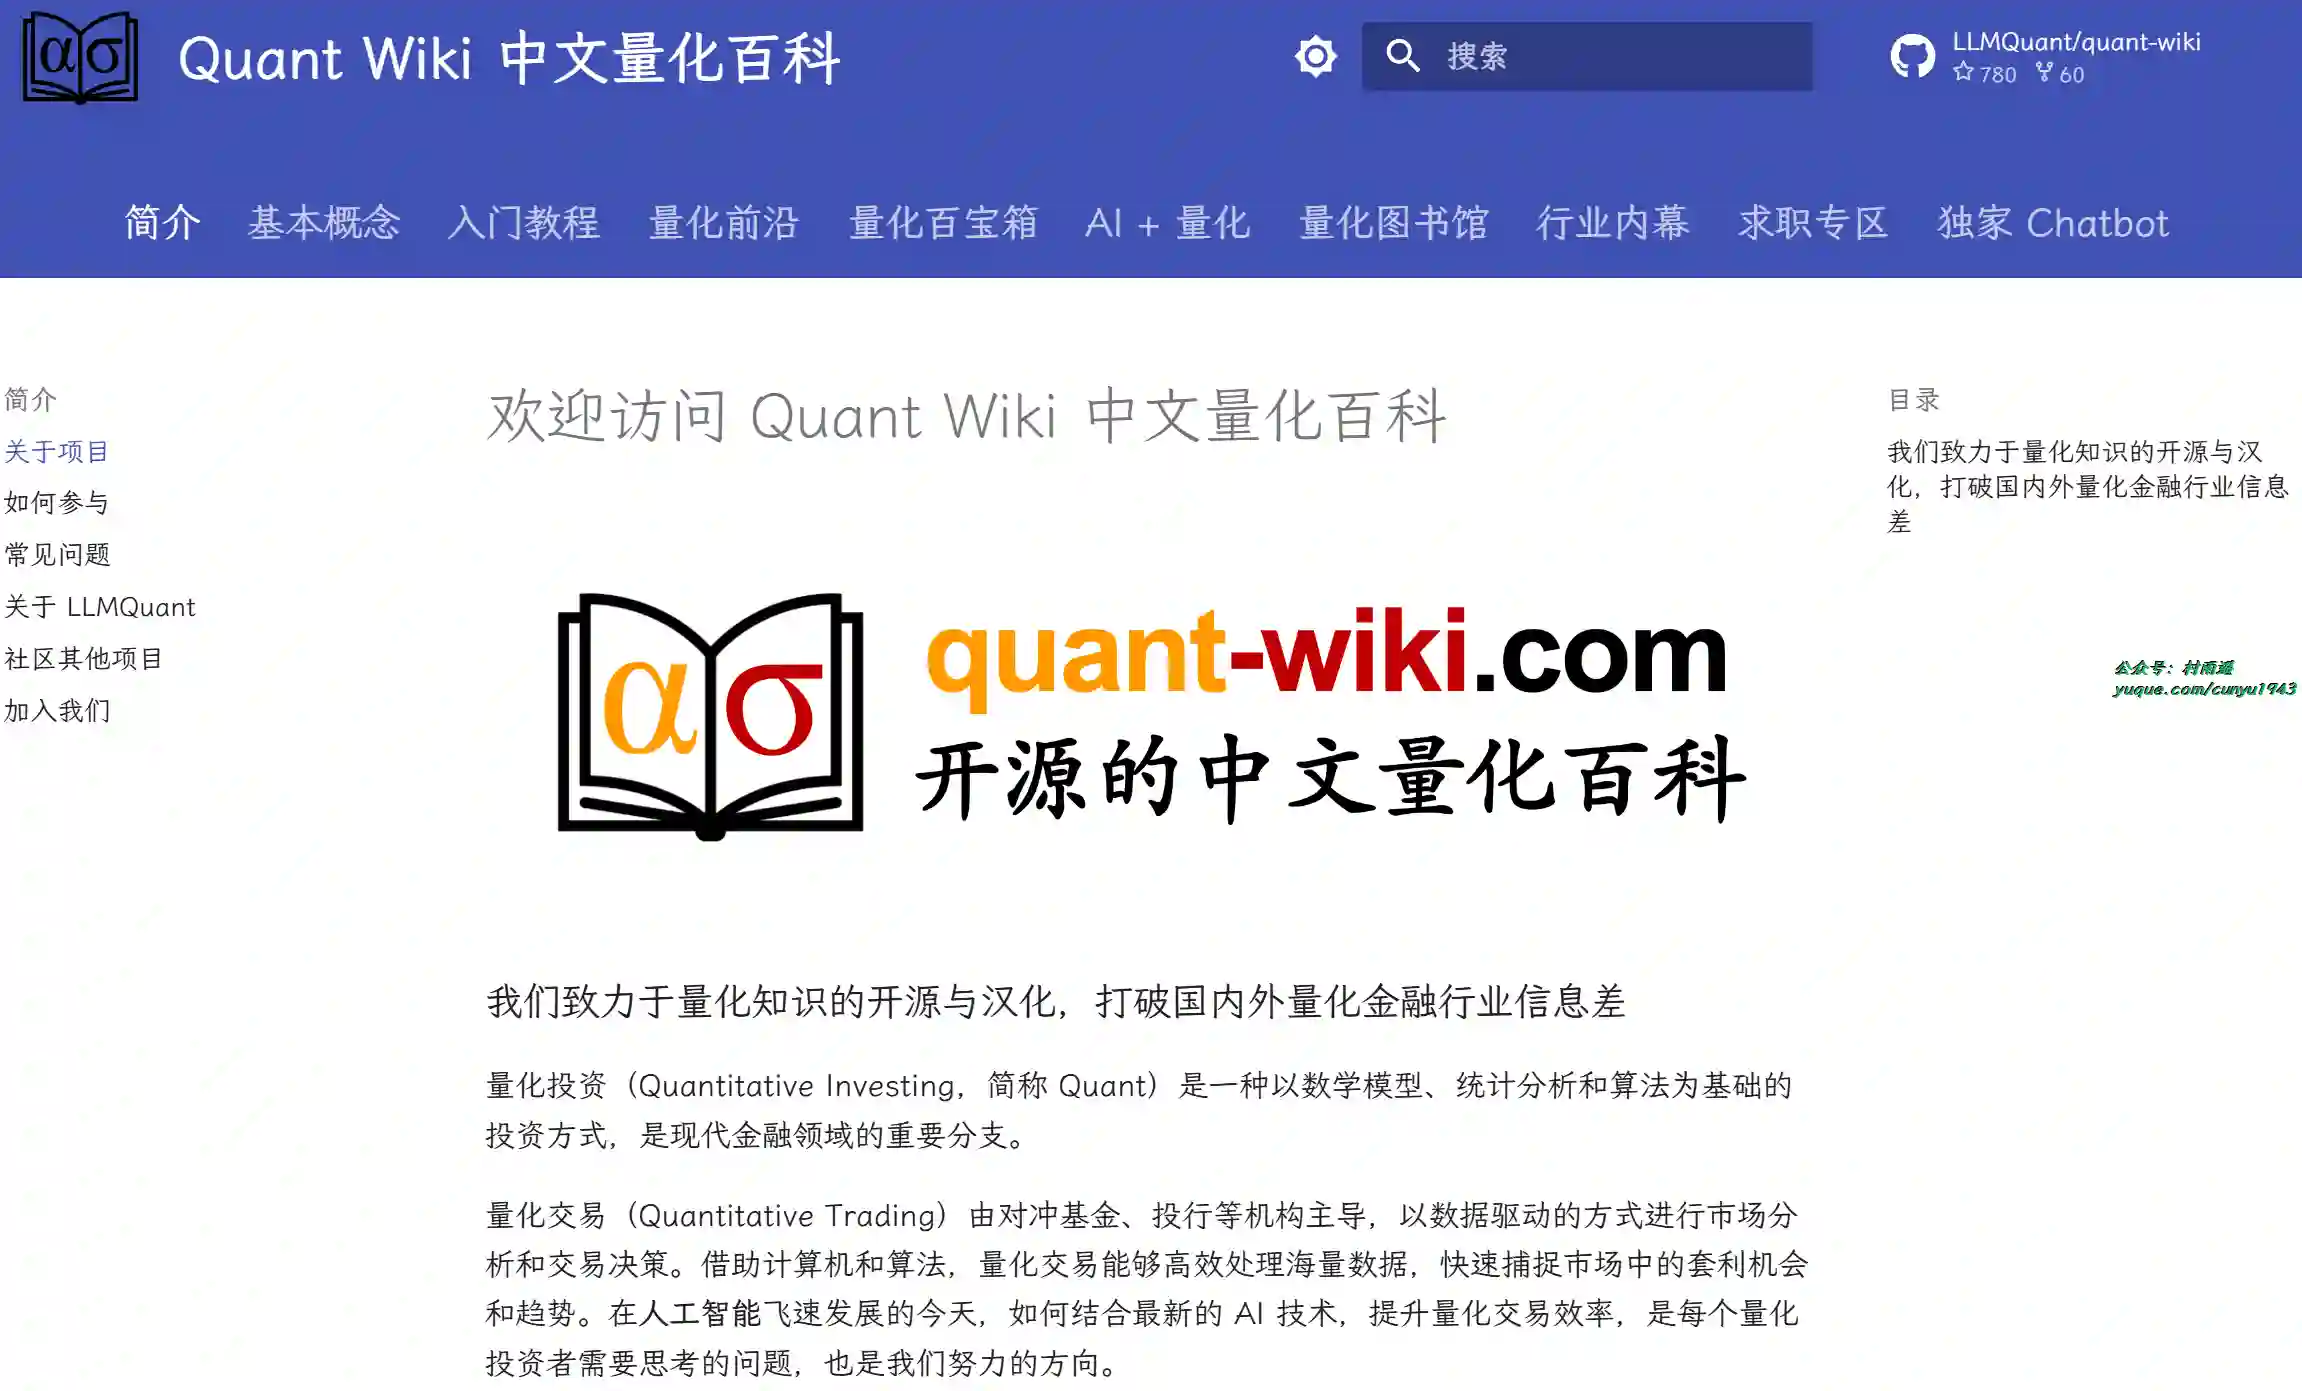 ασ
Quant Wiki 中文量化百科
搜索
LLMQuant/quant-wiki
780 60
简介 基本概念 入门教程 量化前沿 量化百宝箱 AI + 量化 量化图书馆 行业内幕 求职专区 独家 Chatbot
简介
关于项目
如何参与
常见问题
关于 LLMQuant
社区其他项目
加入我们
欢迎访问 Quant Wiki 中文量化百科
ασ
quant-wiki.com
开源的中文量化百科
我们致力于量化知识的开源与汉化，打破国内外量化金融行业信息差
量化投资（Quantitative Investing，简称 Quant）是一种以数学模型、统计分析和算法为基础的
投资方式，是现代金融领域的重要分支。
量化交易（Quantitative Trading）由对冲基金、投行等机构主导，以数据驱动的方式进行市场分
析和交易决策。借助计算机和算法，量化交易能够高效处理海量数据，快速捕捉市场中的套利机会
和趋势。在人工智能飞速发展的今天，如何结合最新的 AI 技术，提升量化交易效率，是每个量化
投资者需要思考的问题，也是我们努力的方向。
目录
我们致力于量化知识的开源与汉
化，打破国内外量化金融行业信息
差
公众号：村雨遥
yuque.com/cunyu1943